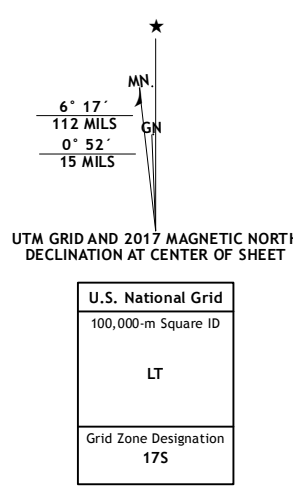 MN.
6° 17´
112 MILS
GN
0° 52´
15 MILS
UTM GRID AND 2017 MAGNETIC NORTH
DECLINATION AT CENTER OF SHEET
U.S. National Grid
100,000-m Square ID
LT
Grid Zone Designation
17S